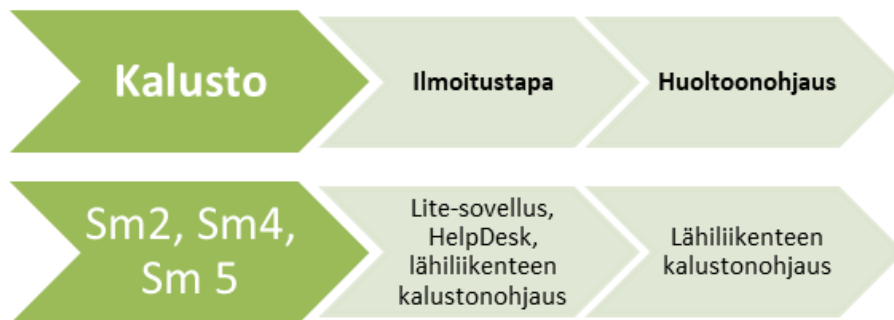 Kalusto
Ilmoitustapa
Huoltoonohjaus
Sm2, Sm4,
Sm 5
Lite-sovellus,
HelpDesk,
lähiliikenteen
kalustonohjaus
Lähiliikenteen
kalustonohjaus